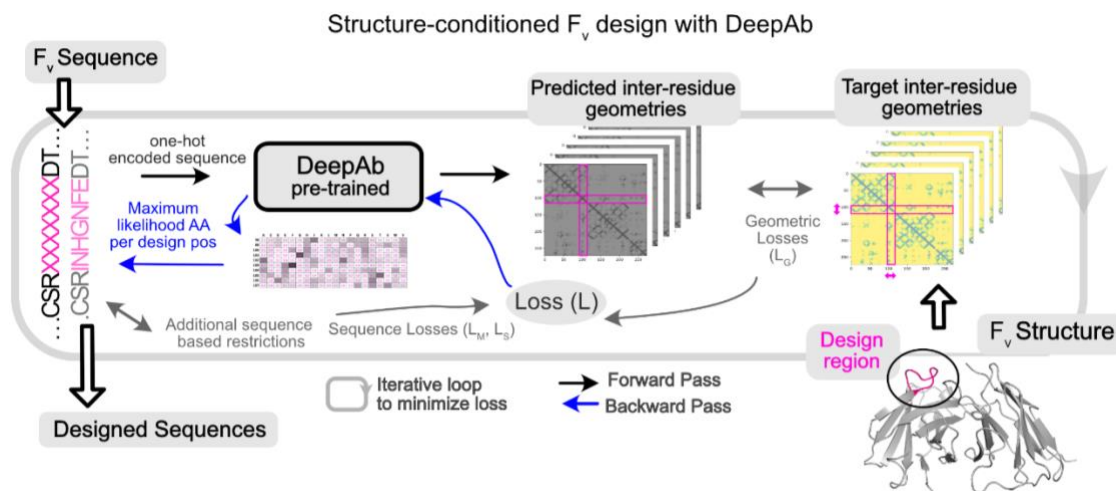 Structure-conditioned Fv design with DeepAb
Fv Sequence
...CSRXXXXXXXXDT...
...CSRINHGNFEDT...
one-hot
encoded sequence
DeepAb
pre-trained
Maximum
likelihood AA
per design pos
Predicted inter-residue
geometries
Target inter-residue
geometries
Geometric
Losses
(LG)
Loss (L)
Additional sequence
based restrictions
Sequence Losses (LM, LS)
Design
region
Fv Structure
Iterative loop
to minimize loss
Forward Pass
Backward Pass
Designed Sequences